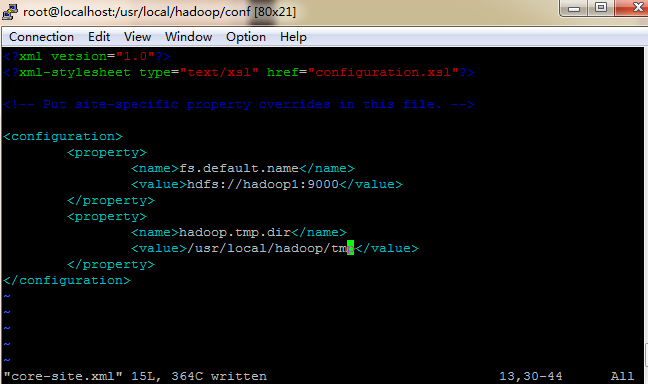 root@localhost:/usr/local/hadoop/conf [80x21]
Connection Edit View Window Option Help
<?xml version="1.0"?>
<?xml-stylesheet type="text/xsl" href="configuration.xsl"?>
<!-- Put site-specific property overrides in this file. -->
<configuration>
<property>
<name>fs.default.name</name>
<value>hdfs://hadoop1:9000</value>
</property>
<property>
<name>hadoop.tmp.dir</name>
<value>/usr/local/hadoop/tmp</value>
</property>
</configuration>
~
~
~
~
~
"core-site.xml" 15L, 364C written 13,30-44 All